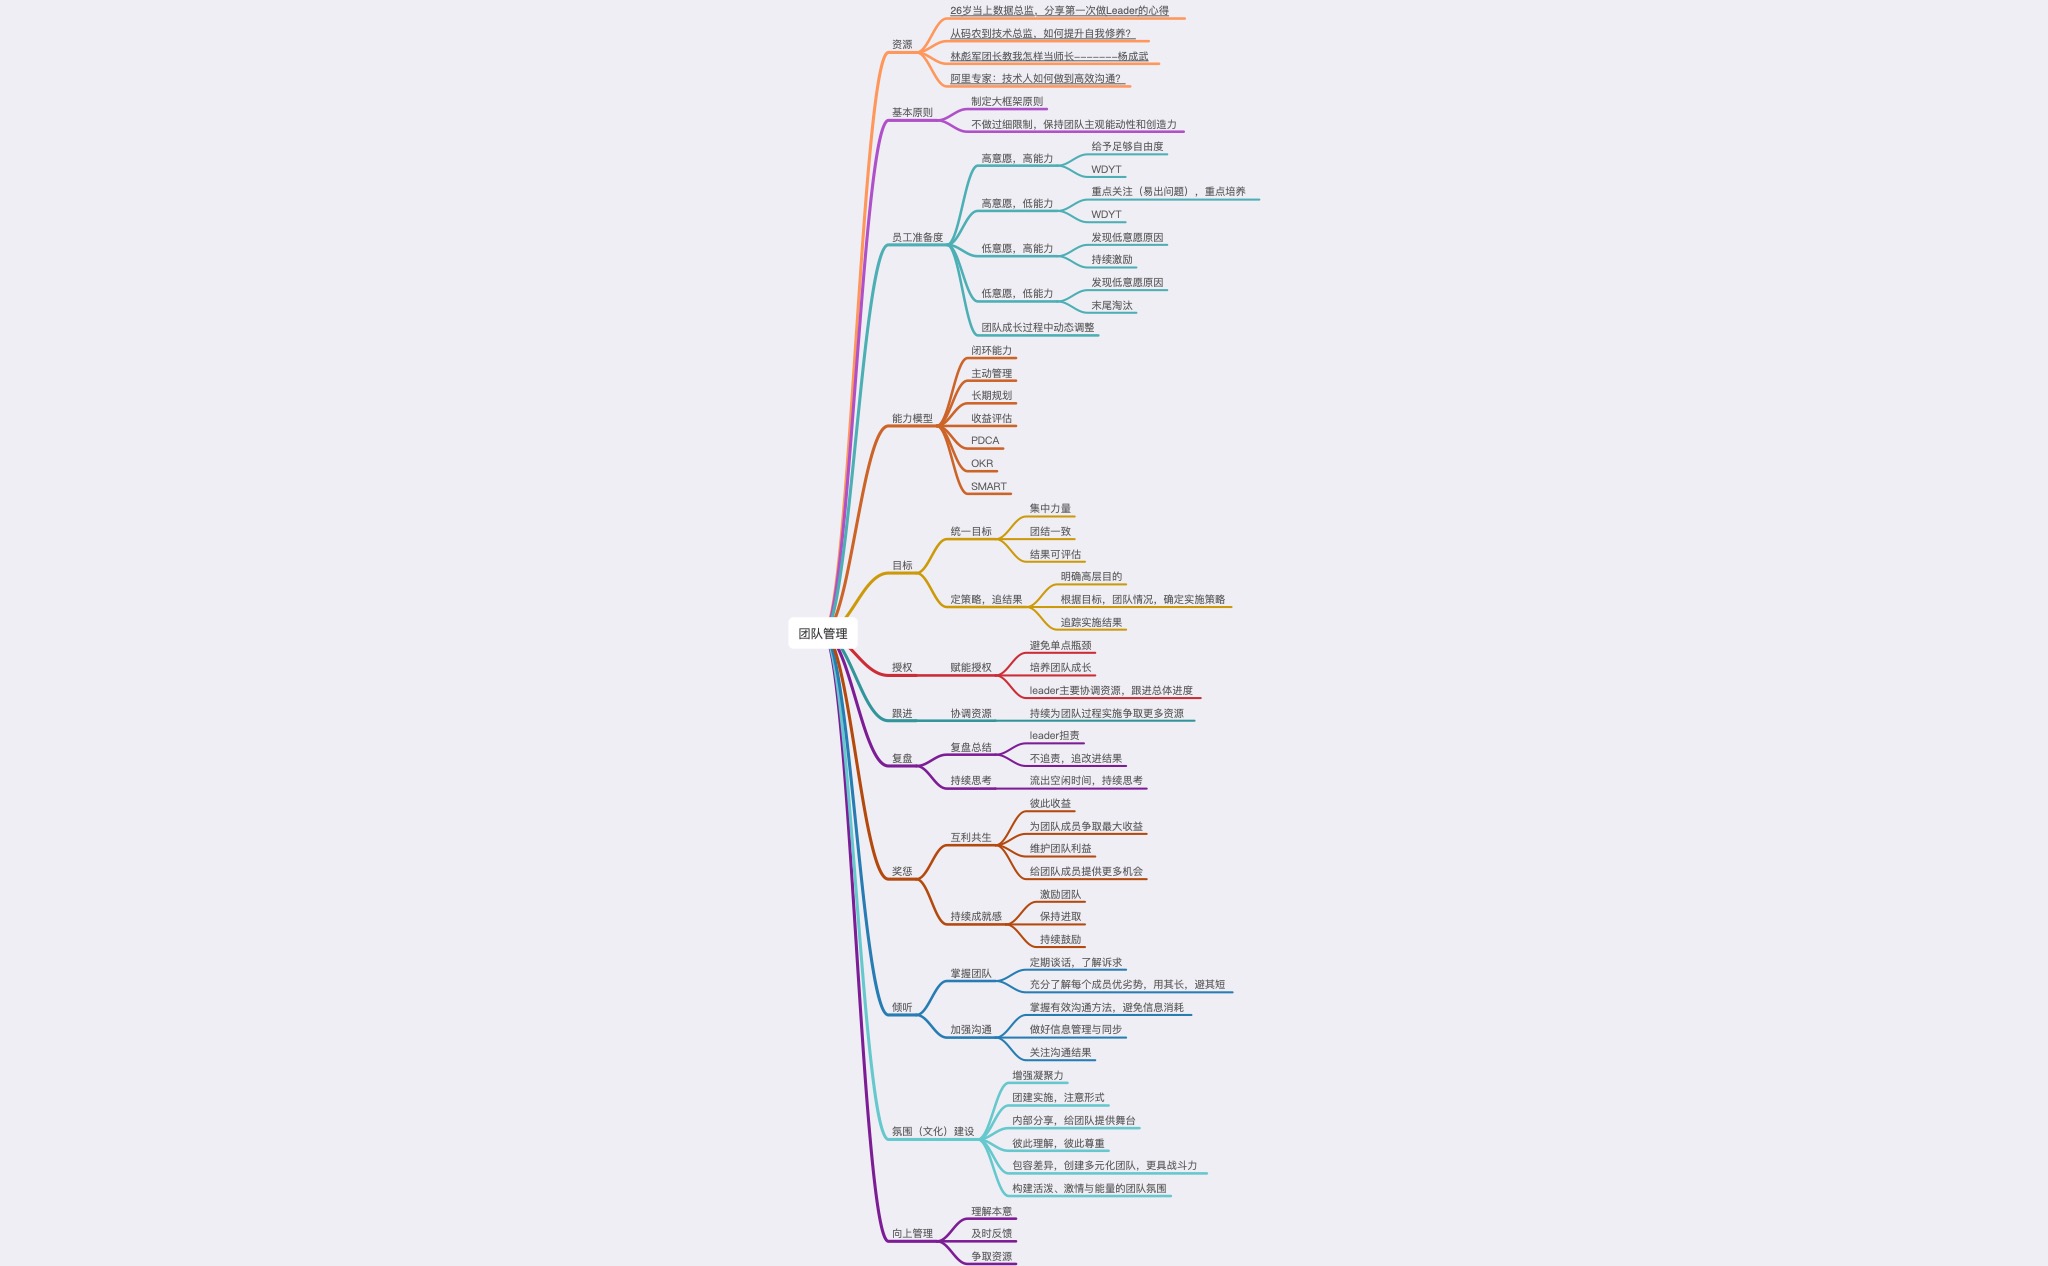 26岁当上数据总监，分享第一次做Leader的心得
从码农到技术总监，如何提升自我修养？
资源
林彪军团长教我怎样当师长-------杨成武
阿里专家：技术人如何做到高效沟通？
制定大框架原则
基本原则
不做过细限制，保持团队主观能动性和创造力
给予足够自由度
高意愿，高能力
WDYT
重点关注（易出问题），重点培养
高意愿，低能力
WDYT
员工准备度
发现低意愿原因
低意愿，高能力
持续激励
发现低意愿原因
低意愿，低能力
末尾淘汰
团队成长过程中动态调整
闭环能力
主动管理
长期规划
能力模型
收益评估
PDCA
OKR
SMART
集中力量
统一目标
团结一致
结果可评估
目标
明确高层目的
定策略，追结果
根据目标，团队情况，确定实施策略
追踪实施结果
团队管理
避免单点瓶颈
授权
赋能授权
培养团队成长
leader主要协调资源，跟进总体进度
跟进
协调资源
持续为团队过程实施争取更多资源
leader担责
复盘总结
不追责，追改进结果
复盘
持续思考
流出空闲时间，持续思考
彼此收益
为团队成员争取最大收益
互利共生
维护团队利益
给团队成员提供更多机会
奖惩
激励团队
持续成就感
保持进取
持续鼓励
定期谈话，了解诉求
掌握团队
充分了解每个成员优劣势，用其长，避其短
倾听
掌握有效沟通方法，避免信息消耗
加强沟通
做好信息管理与同步
关注沟通结果
增强凝聚力
团建实施，注意形式
内部分享，给团队提供舞台
氛围（文化）建设
彼此理解，彼此尊重
包容差异，创建多元化团队，更具战斗力
构建活泼、激情与能量的团队氛围
理解本意
向上管理
及时反馈
争取资源